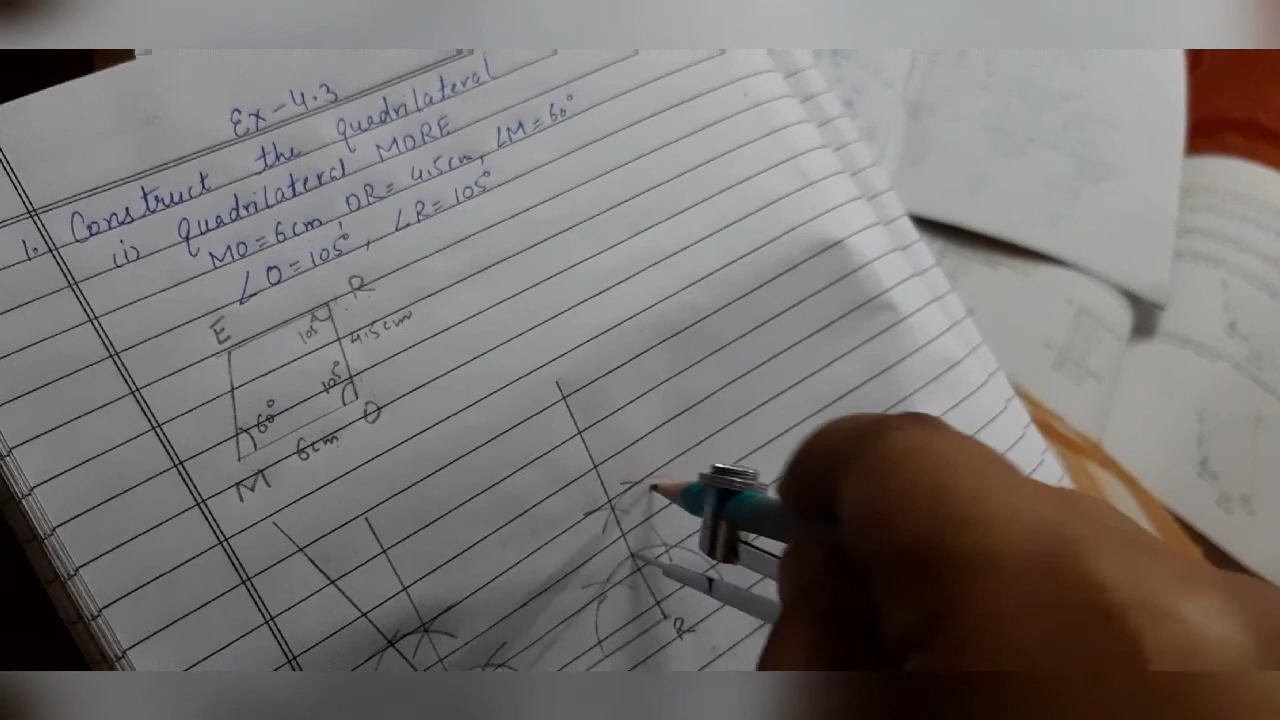 Ex-4.3
1. Construct the quadrilateral
(i) quadrilateral MORE
MO=6cm, OR= 4.5cm, ∠M=60°
∠O=105°, ∠R=105°
E R
105°
4.5cm
60° 105°
6cm O
M
R